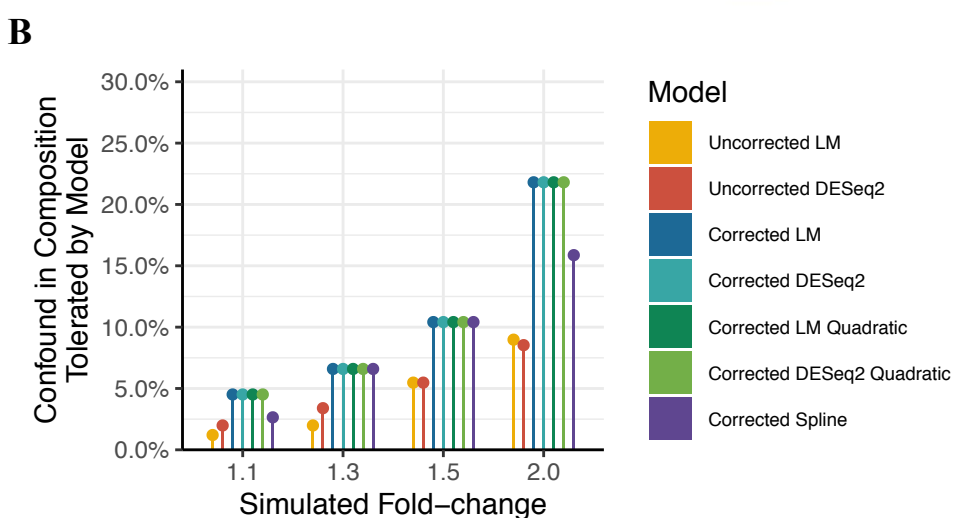 B
Confound in Composition
Tolerated by Model
30.0%
25.0%
20.0%
15.0%
10.0%
5.0%
0.0%
1.1
1.3
1.5
2.0
Simulated Fold−change
Model
Uncorrected LM
Uncorrected DESeq2
Corrected LM
Corrected DESeq2
Corrected LM Quadratic
Corrected DESeq2 Quadratic
Corrected Spline